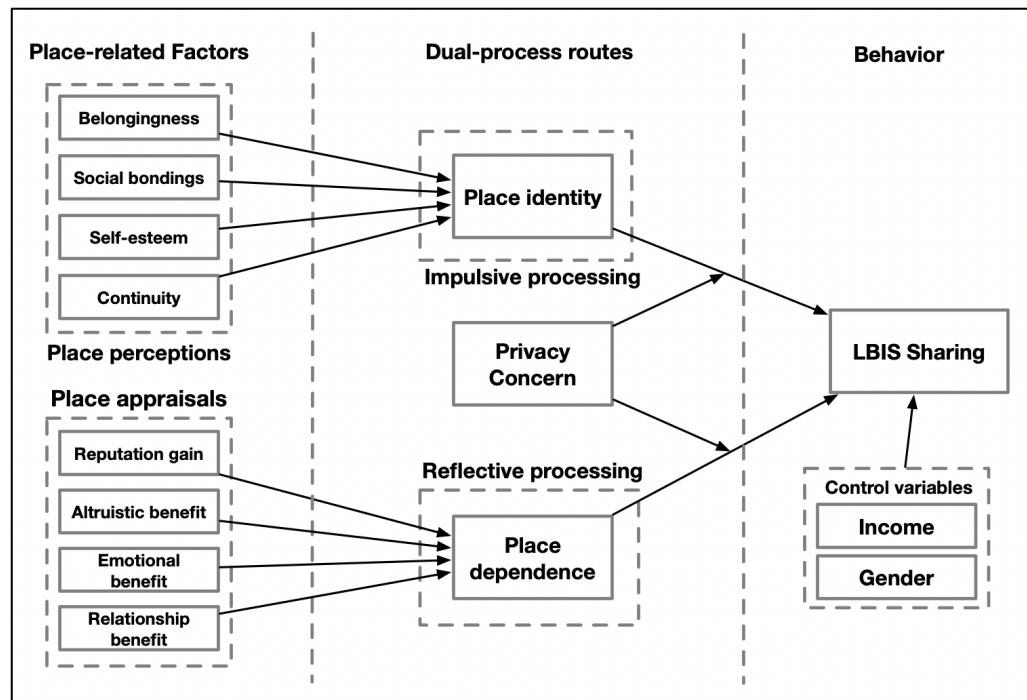 Place-related Factors
Belongingness
Social bondings
Self-esteem
Continuity
Place perceptions
Place appraisals
Reputation gain
Altruistic benefit
Emotional
benefit
Relationship
benefit
Dual-process routes
Place identity
Impulsive processing
Privacy
Concern
Reflective processing
Place
dependence
Behavior
LBIS Sharing
Control variables
Income
Gender